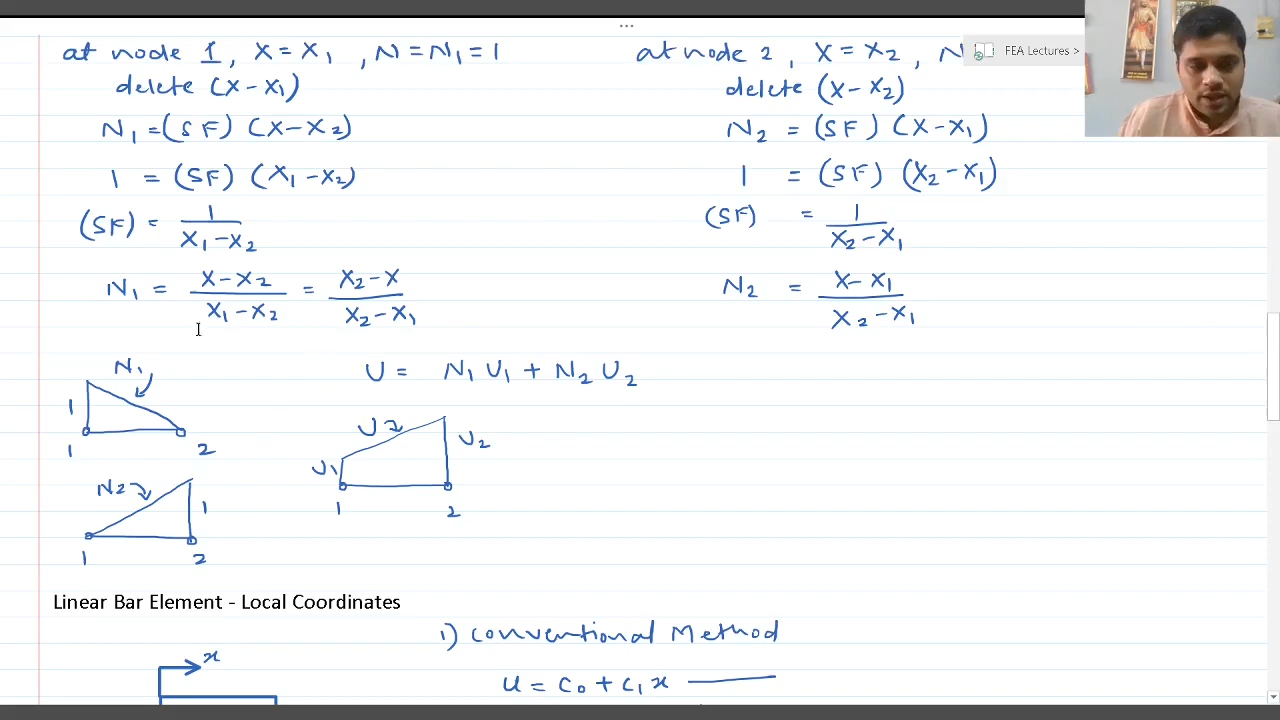 at node 1, X = X1, N = N1 = 1
delete (X - X1)
N1 = (SF) (X - X2)
1 = (SF) (X1 - X2)
(SF) = 1/(X1 - X2)
N1 = (X - X2)/(X1 - X2) = (X2 - X)/(X2 - X1)
at node 2, X = X2, N
FEA Lectures >
delete (X - X2)
N2 = (SF) (X - X1)
1 = (SF) (X2 - X1)
(SF) = 1/(X2 - X1)
N2 = (X - X1)/(X2 - X1)
U = N1 U1 + N2 U2
N1
1
1 2
N2
1
1 2
U
U1 U2
1 2
Linear Bar Element - Local Coordinates
1) Conventional Method
x
u = C0 + C1 x